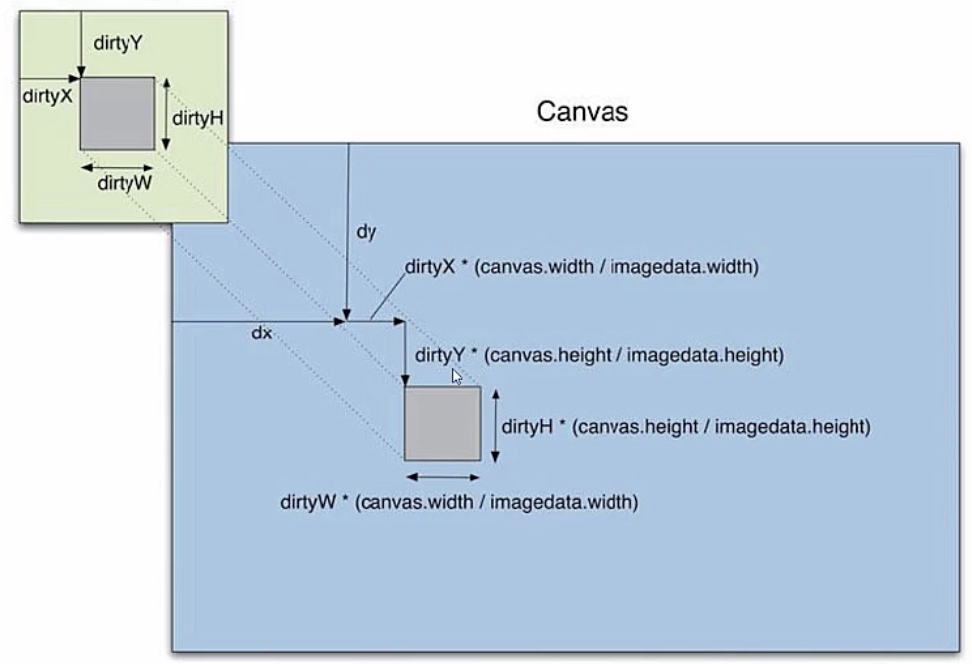 dirtyY
dirtyX
dirtyH
dirtyW
Canvas
dy
dirtyX * (canvas.width / imagedata.width)
dx
dirtyY * (canvas.height / imagedata.height)
dirtyH * (canvas.height / imagedata.height)
dirtyW * (canvas.width / imagedata.width)